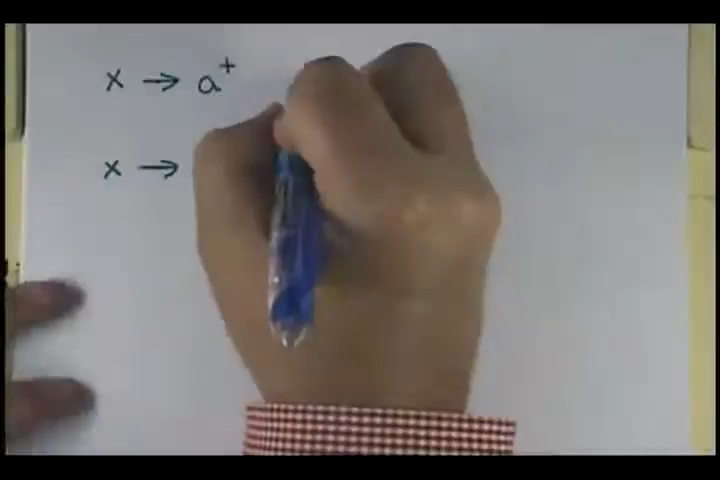 x → a⁺
x →